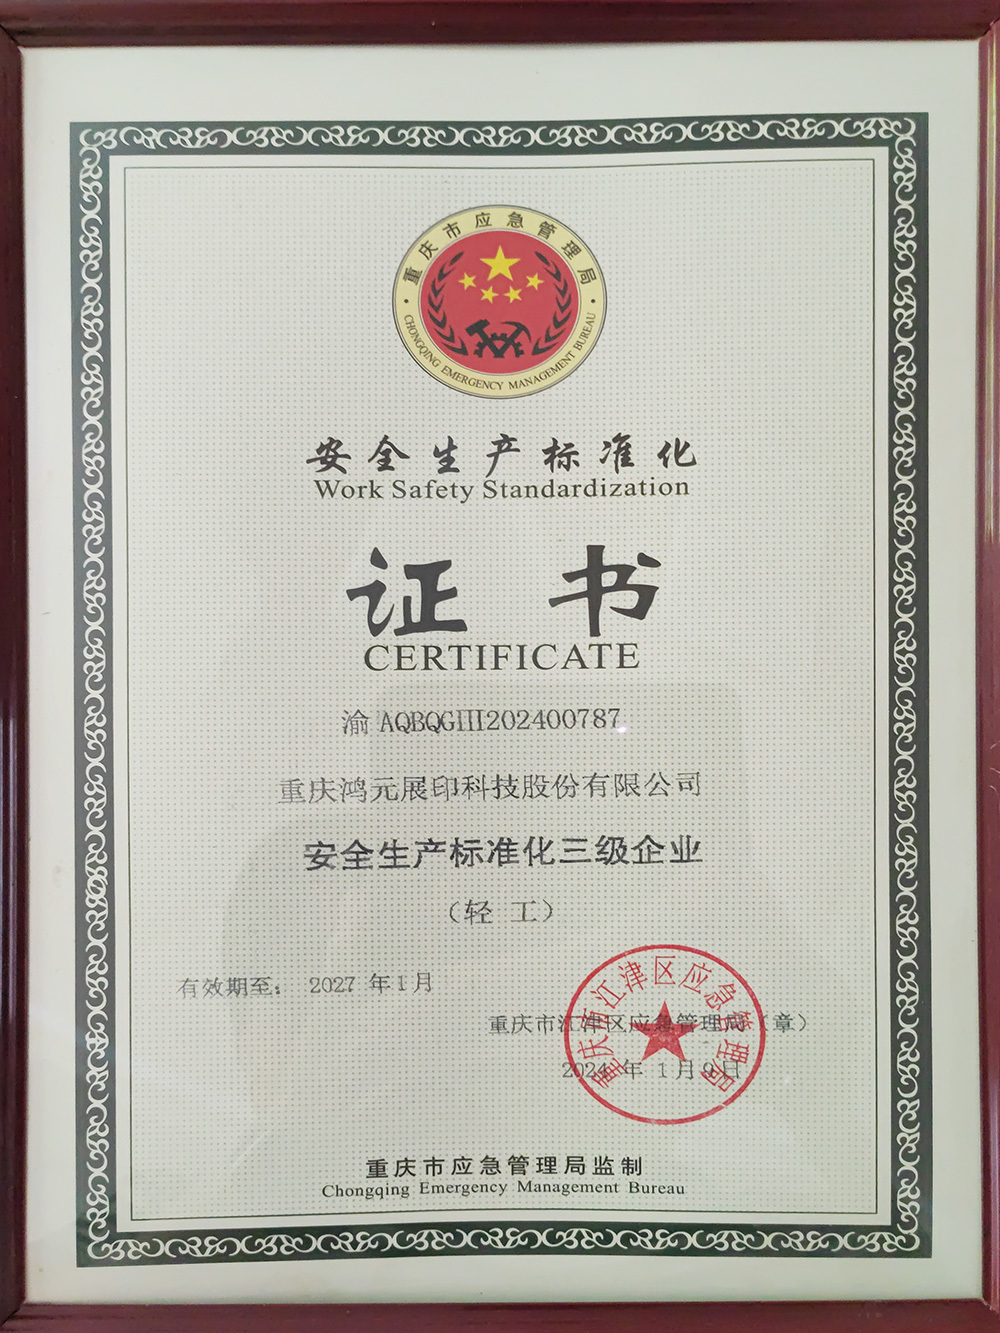 重庆市应急管理局
CHONGQING EMERGENCY MANAGEMENT BUREAU
安全生产标准化
Work Safety Standardization
证书
CERTIFICATE
渝 AQBQGIII202400787
重庆鸿元展印科技股份有限公司
安全生产标准化三级企业
（轻 工）
有效期至： 2027 年1月
重庆市江津区应急管理局（章）
2024 年 1月9日
重庆市江津区应急管理局
重庆市应急管理局监制
Chongqing Emergency Management Bureau